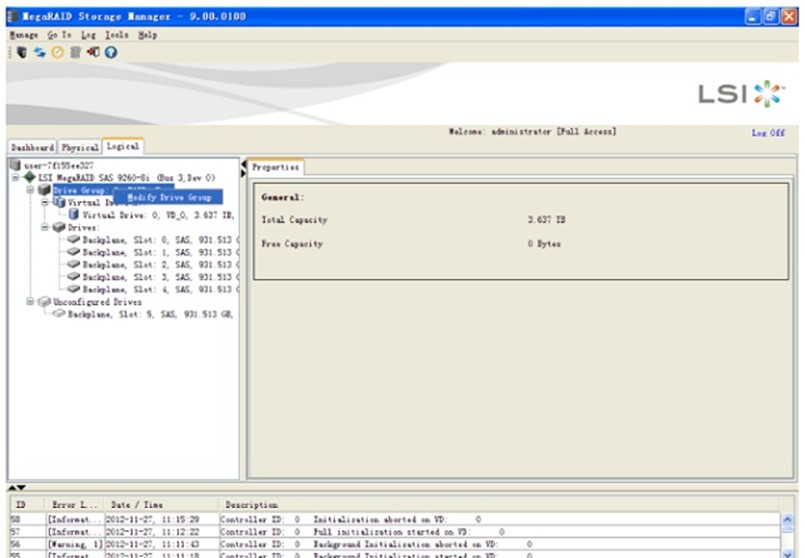 MegaRAID Storage Manager - 9.00.0100
Manage Go To Log Tools Help
LSI
Welcome: administrator [Full Access]
Log Off
Dashboard Physical Logical
user-7f155ee327
LSI MegaRAID SAS 9260-8i (Bus 3,Dev 0)
Drive Group:
Modify Drive Group
Virtual
Virtual Drive: 0, VD_0, 3.637 TB,
Drives:
Backplane, Slot: 0, SAS, 931.513
Backplane, Slot: 1, SAS, 931.513
Backplane, Slot: 2, SAS, 931.513
Backplane, Slot: 3, SAS, 931.513
Backplane, Slot: 4, SAS, 931.513
Unconfigured Drives
Backplane, Slot: 5, SAS, 931.513 GB,
Properties
General:
Total Capacity 3.637 TB
Free Capacity 0 Bytes
ID Error L... Date / Time Description
58 [Informat... 2012-11-27, 11:15:29 Controller ID: 0 Initialization aborted on VD: 0
57 [Informat... 2012-11-27, 11:12:22 Controller ID: 0 Full initialization started on VD: 0
56 [Warning, 1] 2012-11-27, 11:11:43 Controller ID: 0 Background Initialization aborted on VD: 0
55 [Informat... 2012-11-27, 11:11:18 Controller ID: 0 Background Initialization started on VD: 0